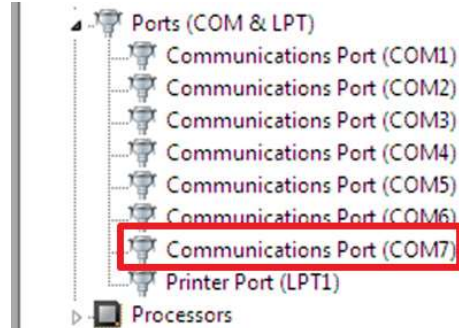 Ports (COM & LPT)
Communications Port (COM1)
Communications Port (COM2)
Communications Port (COM3)
Communications Port (COM4)
Communications Port (COM5)
Communications Port (COM6)
Communications Port (COM7)
Printer Port (LPT1)
Processors